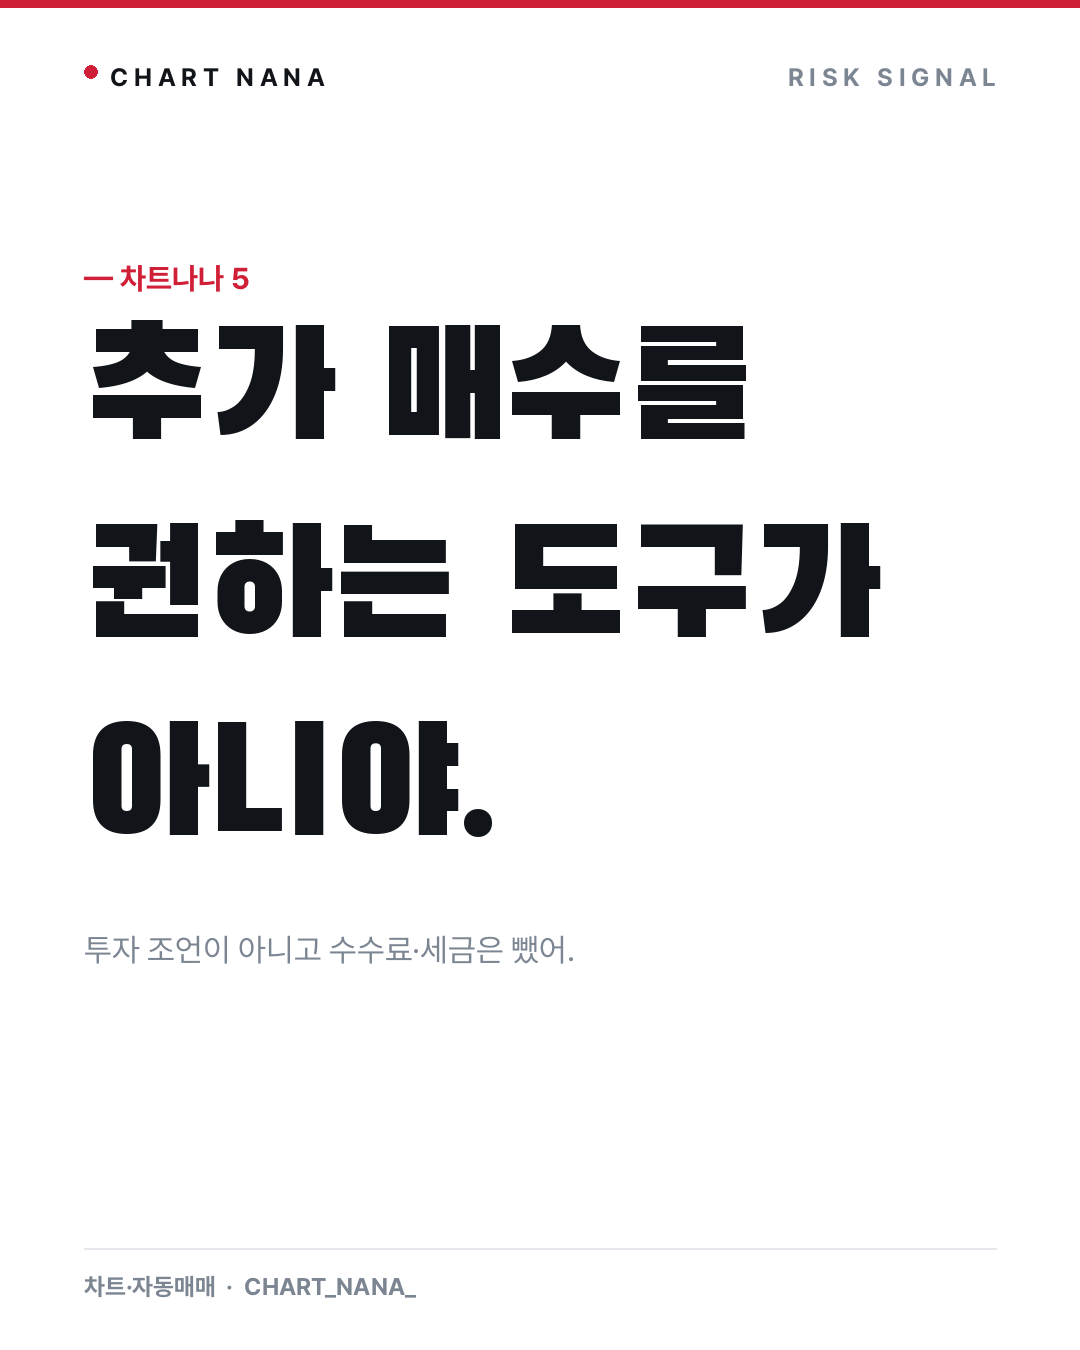 CHART NANA
RISK SIGNAL
— 차트나나 5
추가 매수를
권하는 도구가
아니야.
투자 조언이 아니고 수수료·세금은 뺐어.
차트·자동매매 · CHART_NANA_